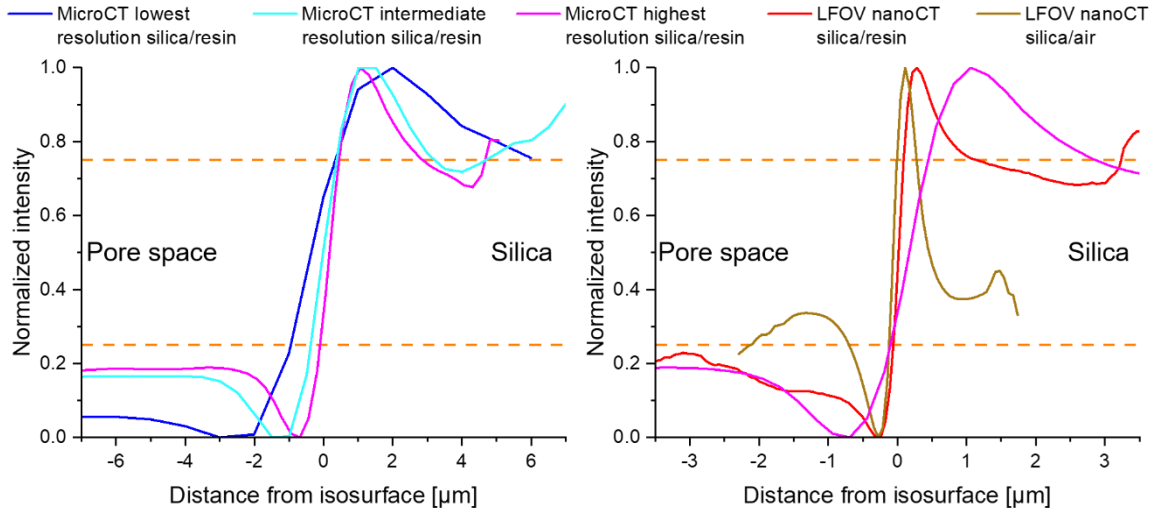 MicroCT lowest
resolution silica/resin
MicroCT intermediate
resolution silica/resin
MicroCT highest
resolution silica/resin
LFOV nanoCT
silica/resin
LFOV nanoCT
silica/air
1.0
0.8
0.6
0.4
0.2
0.0
Normalized intensity
Pore space
Silica
-6
-4
-2
0
2
4
6
Distance from isosurface [µm]
1.0
0.8
0.6
0.4
0.2
0.0
Normalized intensity
Pore space
Silica
-3
-2
-1
0
1
2
3
Distance from isosurface [µm]